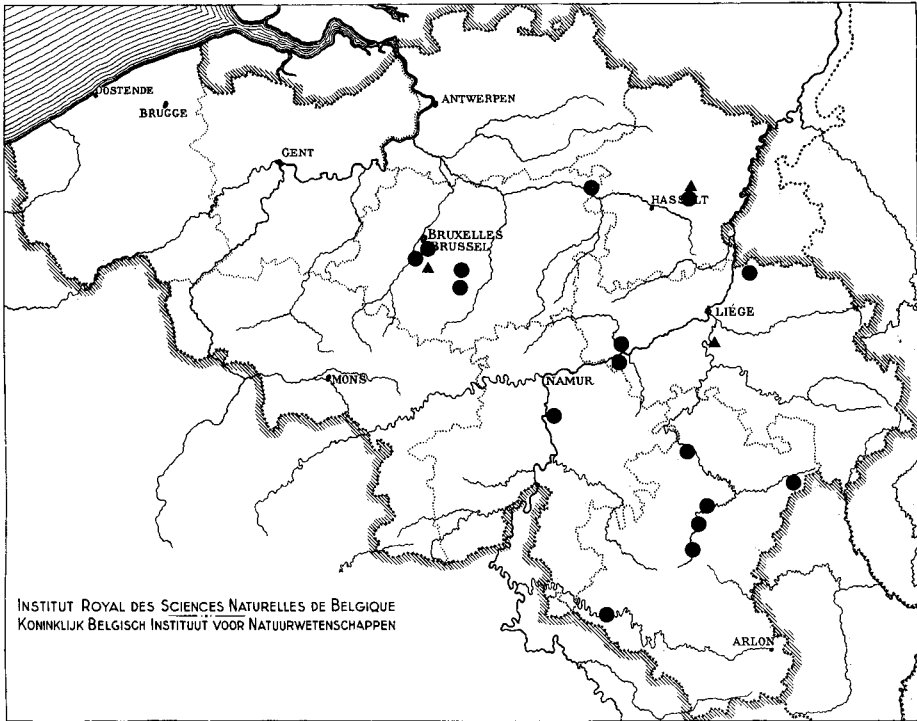 OOSTENDE
BRUGGE
ANTWERPEN
GENT
HASSELT
BRUXELLES
BRUSSEL
LIÉGE
MONS
NAMUR
ARLON
INSTITUT ROYAL DES SCIENCES NATURELLES DE BELGIQUE
KONINKLIJK BELGISCH INSTITUUT VOOR NATUURWETENSCHAPPEN